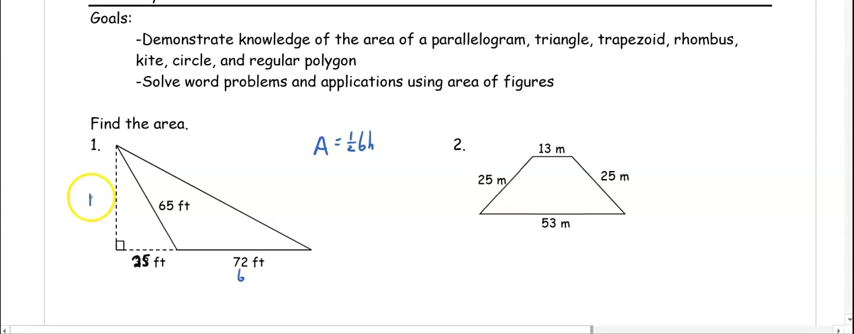 Goals:
-Demonstrate knowledge of the area of a parallelogram, triangle, trapezoid, rhombus,
kite, circle, and regular polygon
-Solve word problems and applications using area of figures
Find the area.
1.
A = ½bh
2.
13 m
25 m
25 m
65 ft
53 m
25 ft
72 ft
b